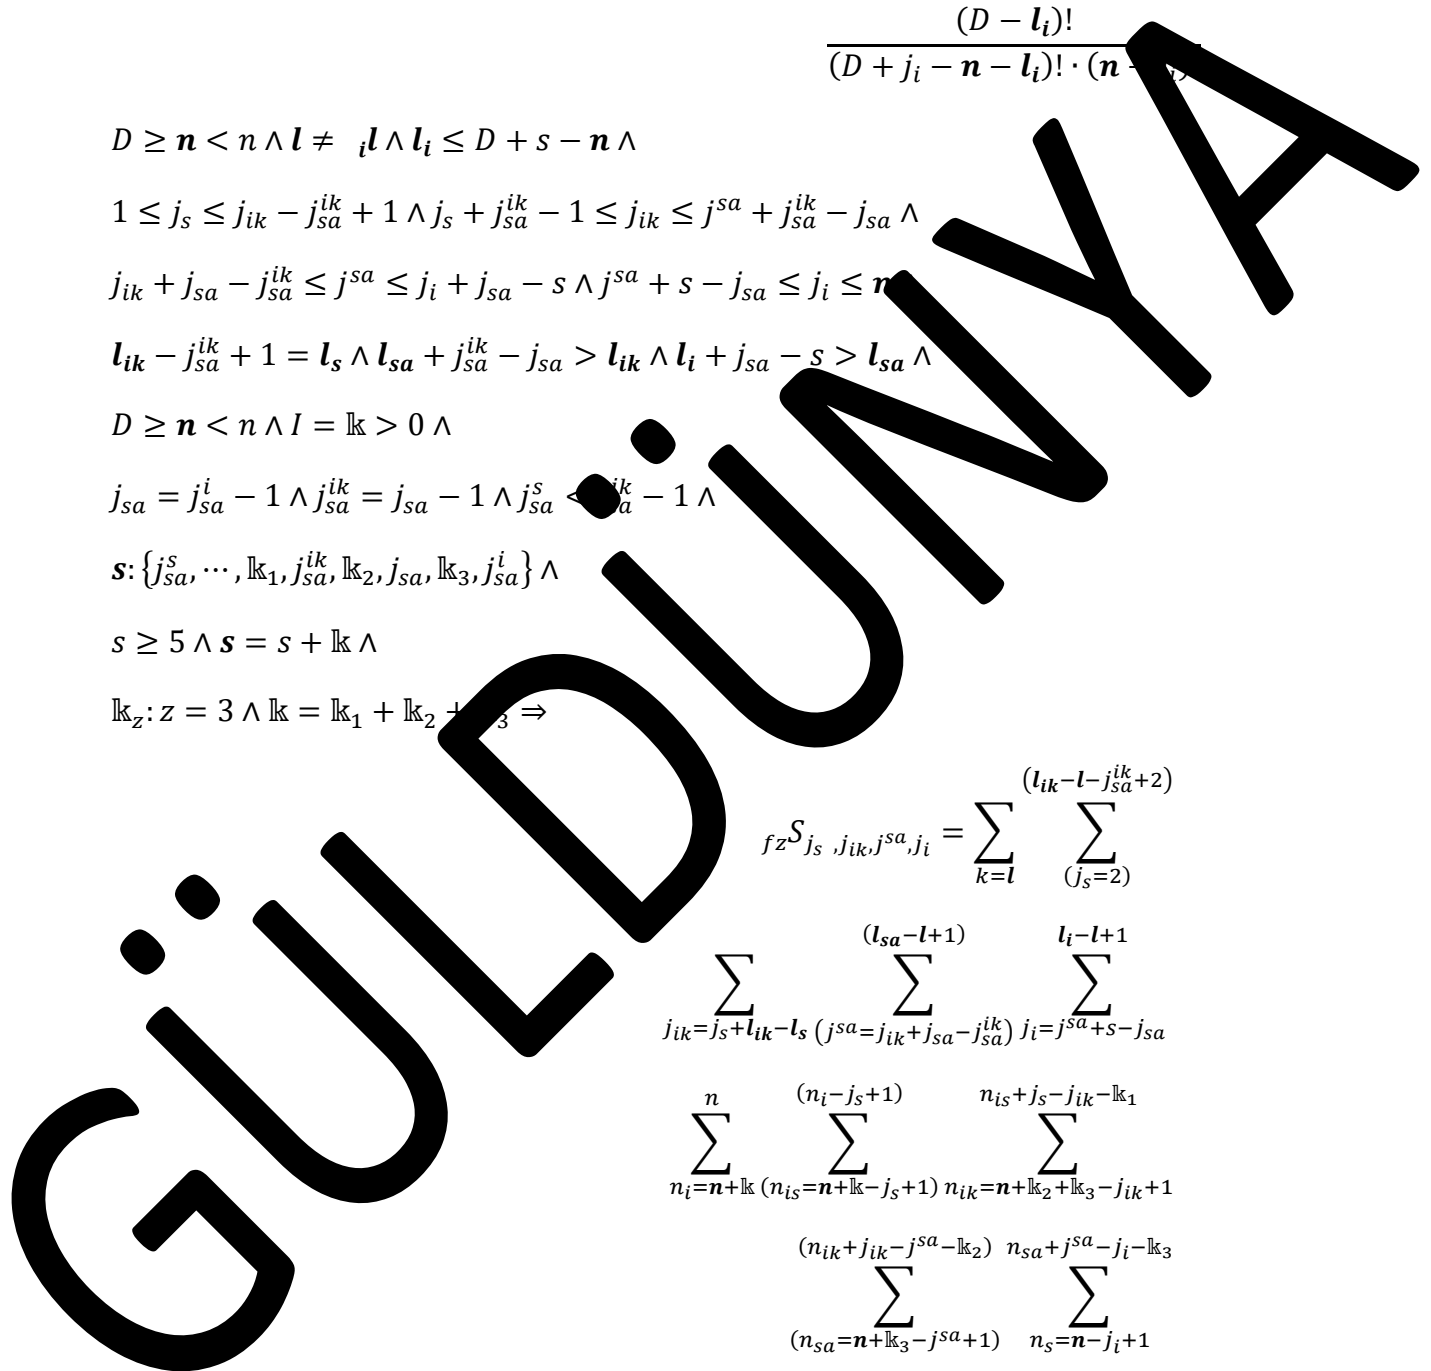 (D − l_i)!
(D + j_i − n − l_i)! · (n
D ≥ n < n ∧ l ≠ _il ∧ l_i ≤ D + s − n ∧
1 ≤ j_s ≤ j_ik − j_sa^ik + 1 ∧ j_s + j_sa^ik − 1 ≤ j_ik ≤ j^sa + j_sa^ik − j_sa ∧
j_ik + j_sa − j_sa^ik ≤ j^sa ≤ j_i + j_sa − s ∧ j^sa + s − j_sa ≤ j_i ≤ n
l_ik − j_sa^ik + 1 = l_s ∧ l_sa + j_sa^ik − j_sa > l_ik ∧ l_i + j_sa − s > l_sa ∧
D ≥ n < n ∧ I = 𝕜 > 0 ∧
j_sa = j_sa^i − 1 ∧ j_sa^ik = j_sa − 1 ∧ j_sa^s < − 1 ∧
s: {j_sa^s, ⋯ , 𝕜_1, j_sa^ik, 𝕜_2, j_sa, 𝕜_3, j_sa^i} ∧
s ≥ 5 ∧ s = s + 𝕜 ∧
𝕜_z: z = 3 ∧ 𝕜 = 𝕜_1 + 𝕜_2 + _3 ⇒
(l_ik−l−j_sa^ik+2)
_fzS_{j_s ,j_ik,j^sa,j_i} = ∑ ∑
k=l (j_s=2)
(l_sa−l+1) l_i−l+1
∑ ∑ ∑
j_ik=j_s+l_ik−l_s (j^sa=j_ik+j_sa−j_sa^ik) j_i=j^sa+s−j_sa
n (n_i−j_s+1) n_is+j_s−j_ik−𝕜_1
∑ ∑ ∑
n_i=n+𝕜 (n_is=n+𝕜−j_s+1) n_ik=n+𝕜_2+𝕜_3−j_ik+1
(n_ik+j_ik−j^sa−𝕜_2) n_sa+j^sa−j_i−𝕜_3
∑ ∑
(n_sa=n+𝕜_3−j^sa+1) n_s=n−j_i+1
GÜLDÜNYA